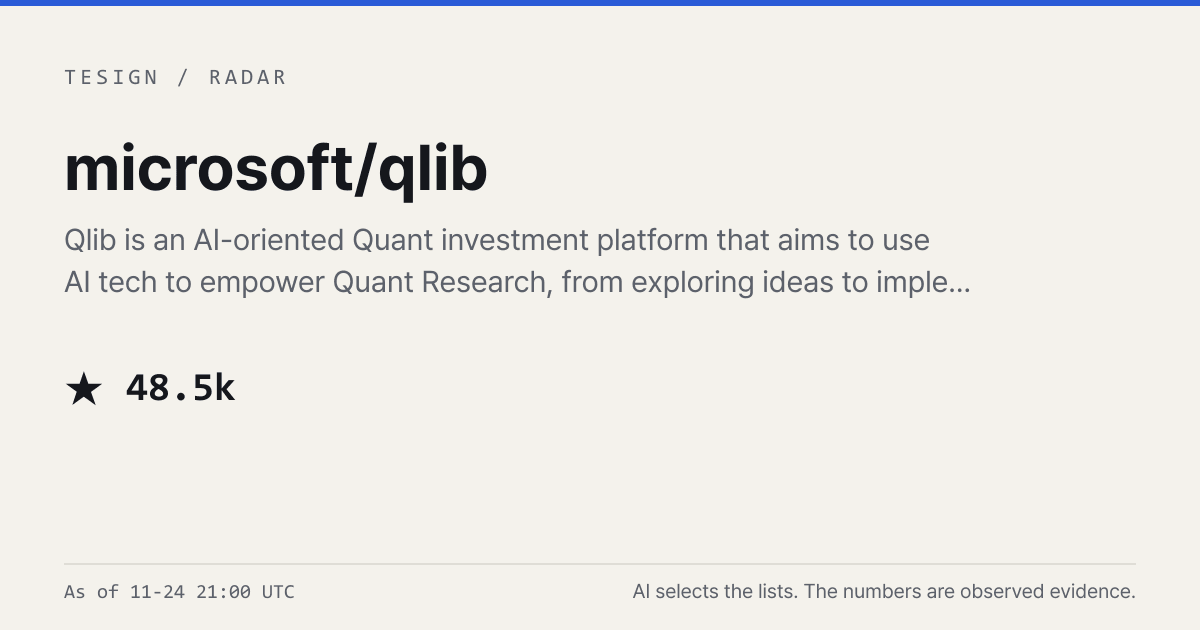 TESIGN / RADAR
microsoft/qlib
Qlib is an AI-oriented Quant investment platform that aims to use
AI tech to empower Quant Research, from exploring ideas to imple...
★ 48.5k
As of 11-24 21:00 UTC
AI selects the lists. The numbers are observed evidence.